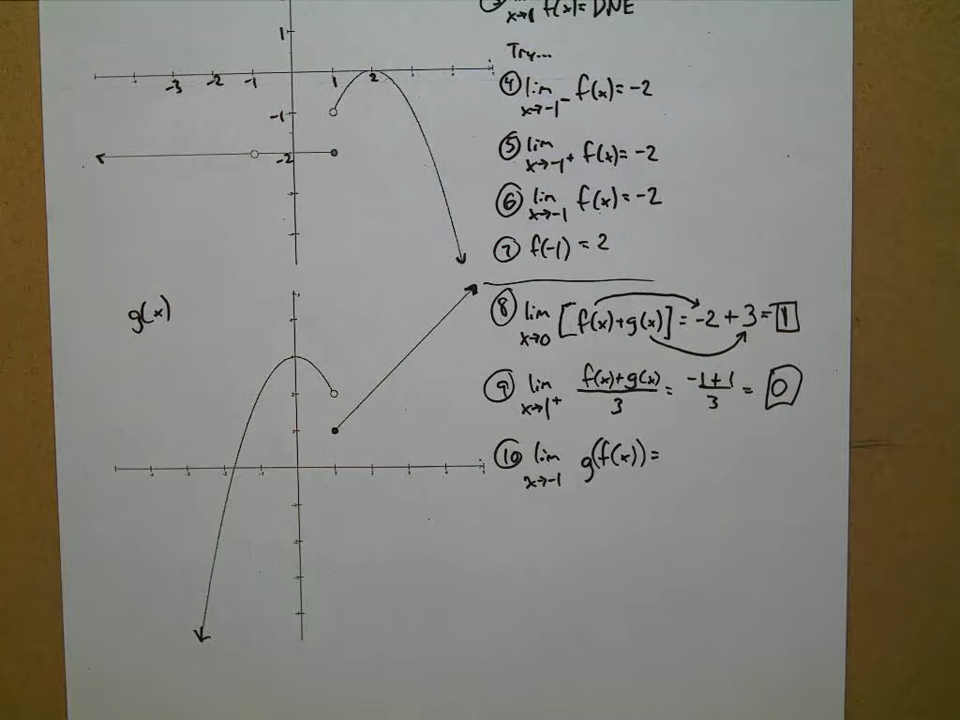 lim x→1 f(x)= DNE
1
Try...
-3 -2 -1 1 2
④ lim x→-1⁻ f(x)= -2
-1
⑤ lim x→-1⁺ f(x)= -2
-2
⑥ lim x→-1 f(x)= -2
⑦ f(-1) = 2
g(x)
⑧ lim x→0 [f(x)+g(x)] = -2 + 3 = 1
⑨ lim x→1⁺ (f(x)+g(x))/3 = (-1+1)/3 = 0
⑩ lim x→-1 g(f(x)) =